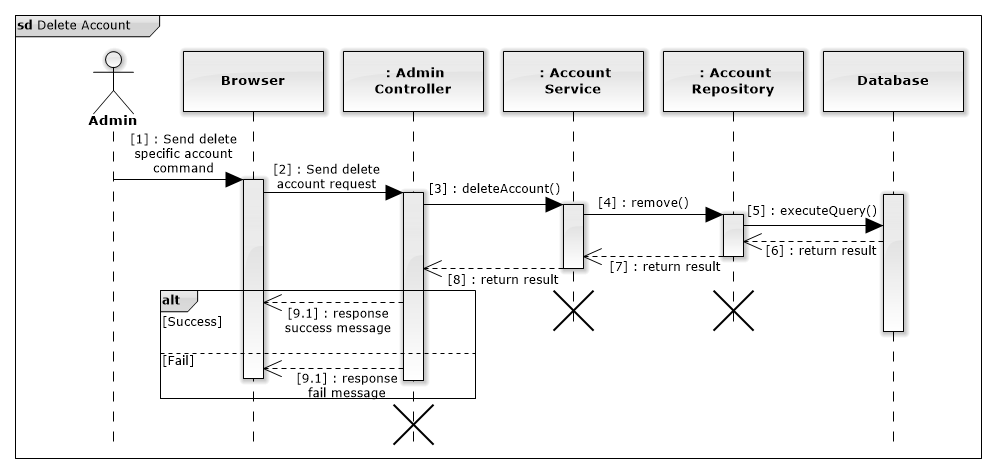 sd Delete Account
Admin
Browser
: Admin
Controller
: Account
Service
: Account
Repository
Database
[1] : Send delete
specific account
command
[2] : Send delete
account request
[3] : deleteAccount()
[4] : remove()
[5] : executeQuery()
[6] : return result
[7] : return result
[8] : return result
alt
[Success]
[9.1] : response
success message
[Fail]
[9.1] : response
fail message